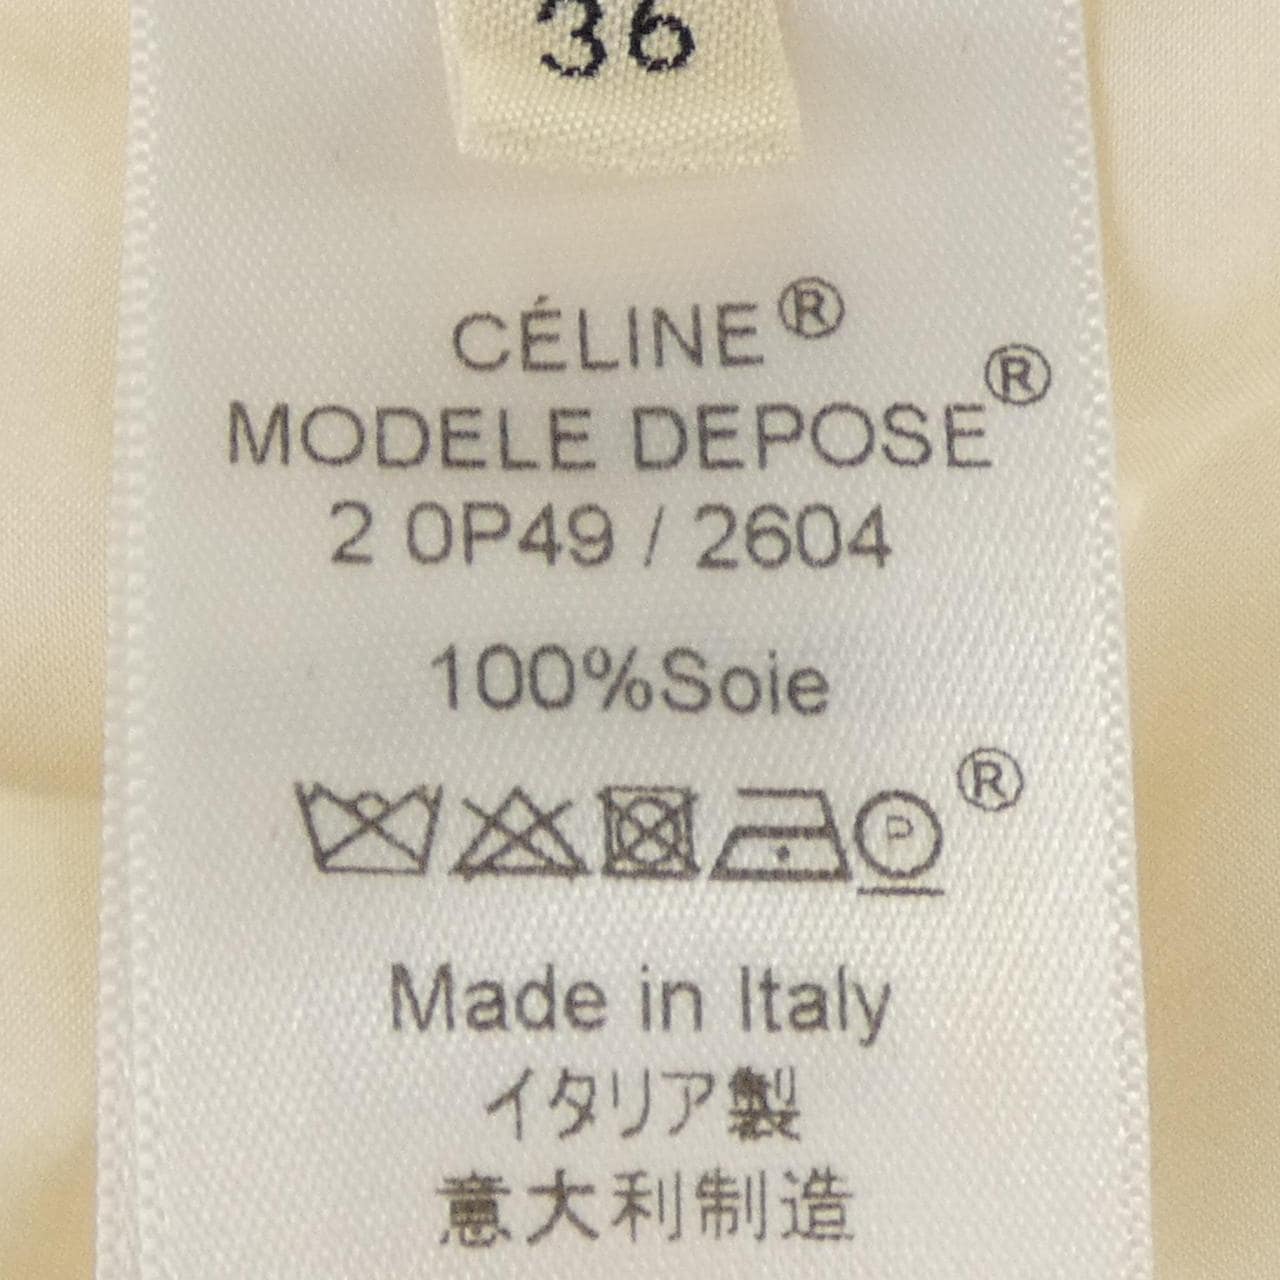 36
CÉLINE®
MODELE DEPOSE®
2 0P49 / 2604
100%Soie
P ®
Made in Italy
イタリア製
意大利制造